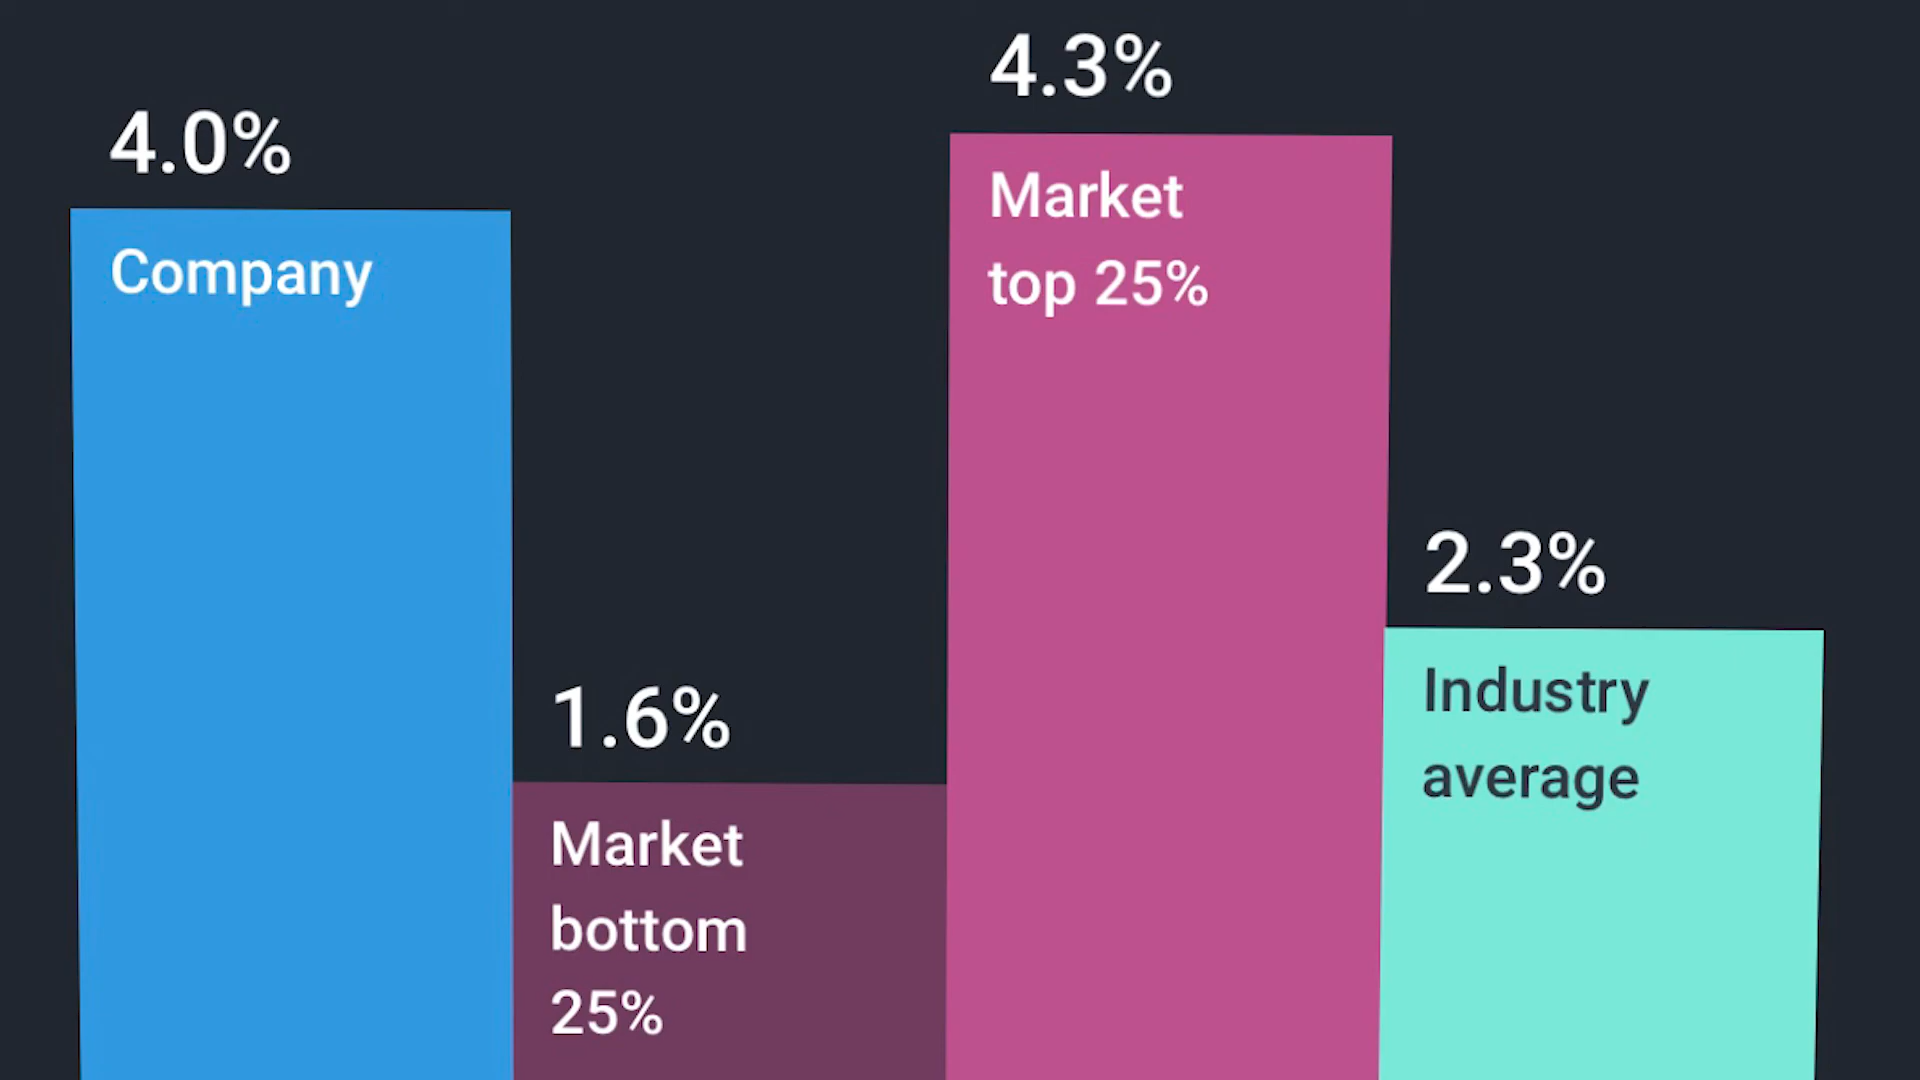 4.0%
Company
1.6%
Market
bottom
25%
4.3%
Market
top 25%
2.3%
Industry
average